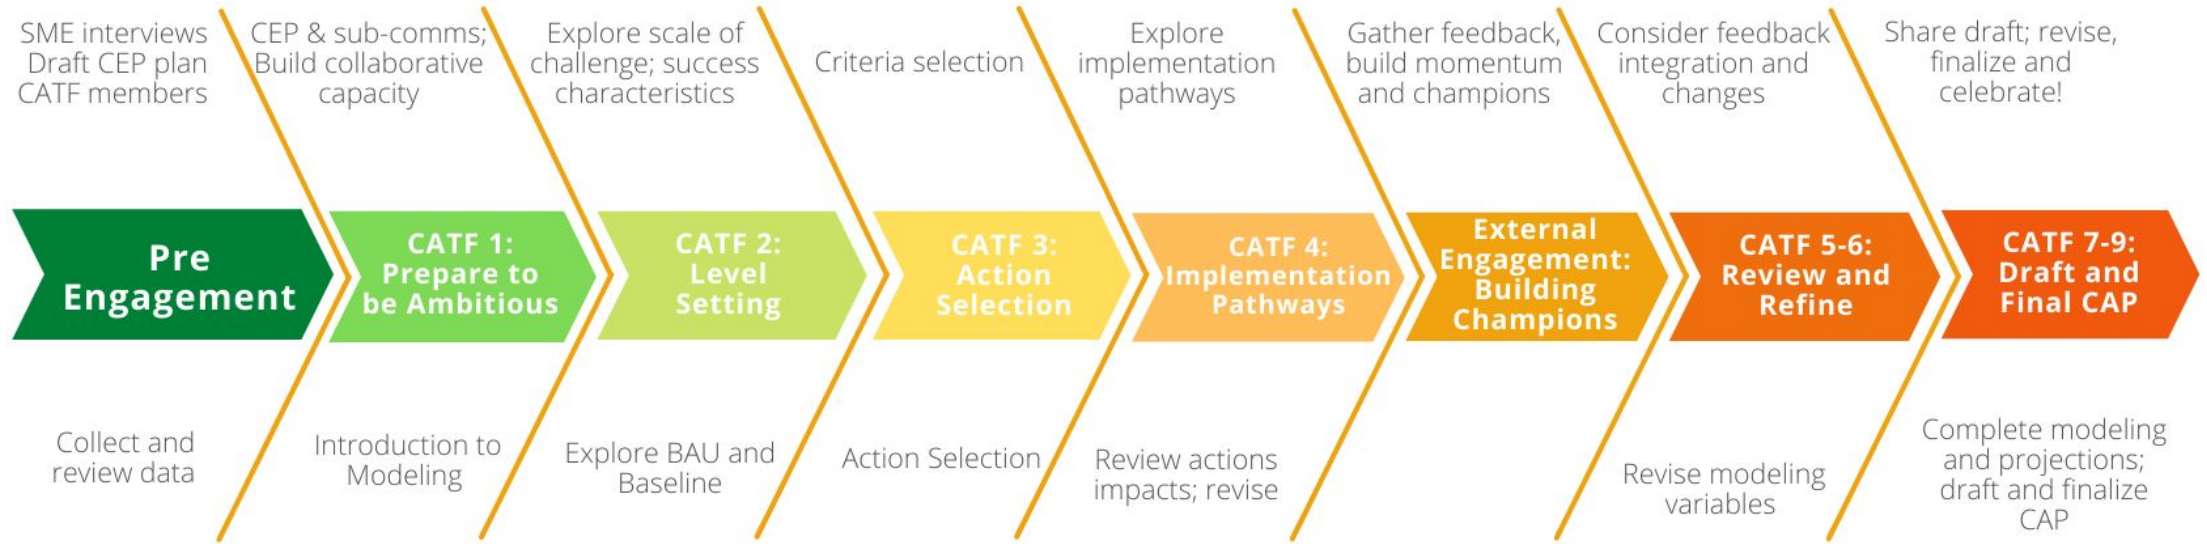 SME interviews
Draft CEP plan
CATF members
CEP & sub-comms;
Build collaborative
capacity
Explore scale of
challenge; success
characteristics
Criteria selection
Explore
implementation
pathways
Gather feedback,
build momentum
and champions
Consider feedback
integration and
changes
Share draft; revise,
finalize and
celebrate!
Pre
Engagement
CATF 1:
Prepare to
be Ambitious
CATF 2:
Level
Setting
CATF 3:
Action
Selection
CATF 4:
Implementation
Pathways
External
Engagement:
Building
Champions
CATF 5-6:
Review and
Refine
CATF 7-9:
Draft and
Final CAP
Collect and
review data
Introduction to
Modeling
Explore BAU and
Baseline
Action Selection
Review actions
impacts; revise
Revise modeling
variables
Complete modeling
and projections;
draft and finalize
CAP